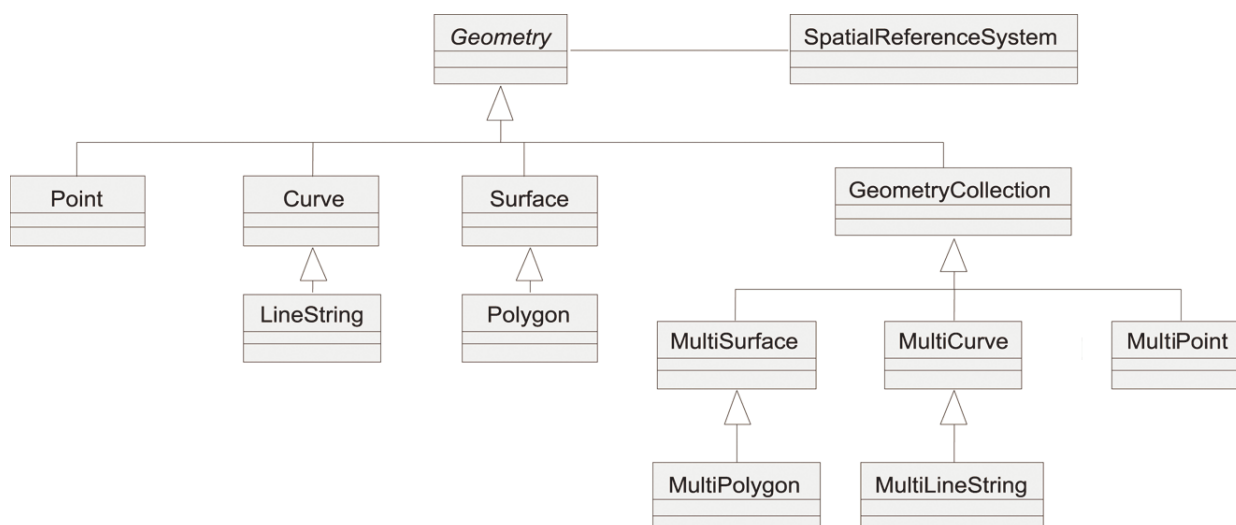 Geometry
SpatialReferenceSystem
Point
Curve
Surface
GeometryCollection
LineString
Polygon
MultiSurface
MultiCurve
MultiPoint
MultiPolygon
MultiLineString